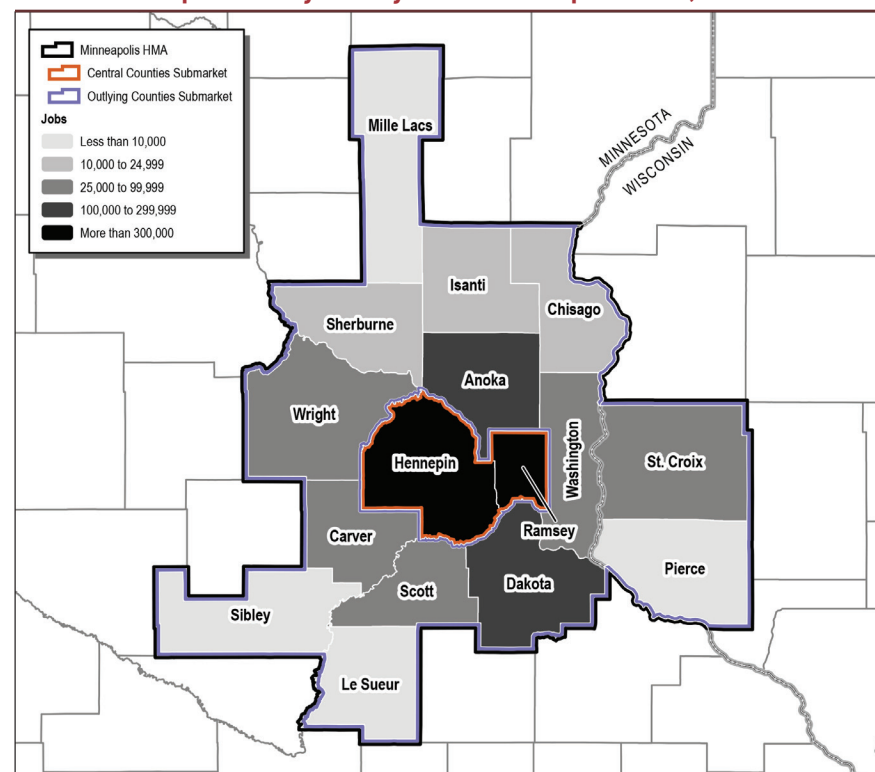 Minneapolis HMA
Central Counties Submarket
Outlying Counties Submarket
Jobs
Less than 10,000
10,000 to 24,999
25,000 to 99,999
100,000 to 299,999
More than 300,000
Mille Lacs
MINNESOTA
WISCONSIN
Isanti
Chisago
Sherburne
Anoka
Wright
Washington
Hennepin
St. Croix
Ramsey
Carver
Pierce
Dakota
Scott
Sibley
Le Sueur